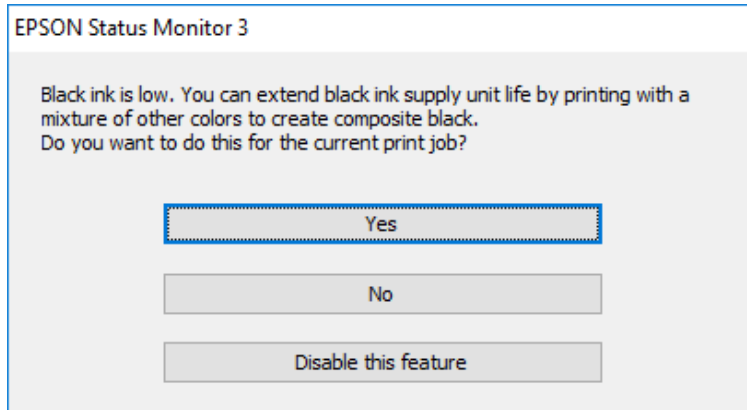 EPSON Status Monitor 3
Black ink is low. You can extend black ink supply unit life by printing with a
mixture of other colors to create composite black.
Do you want to do this for the current print job?
Yes
No
Disable this feature